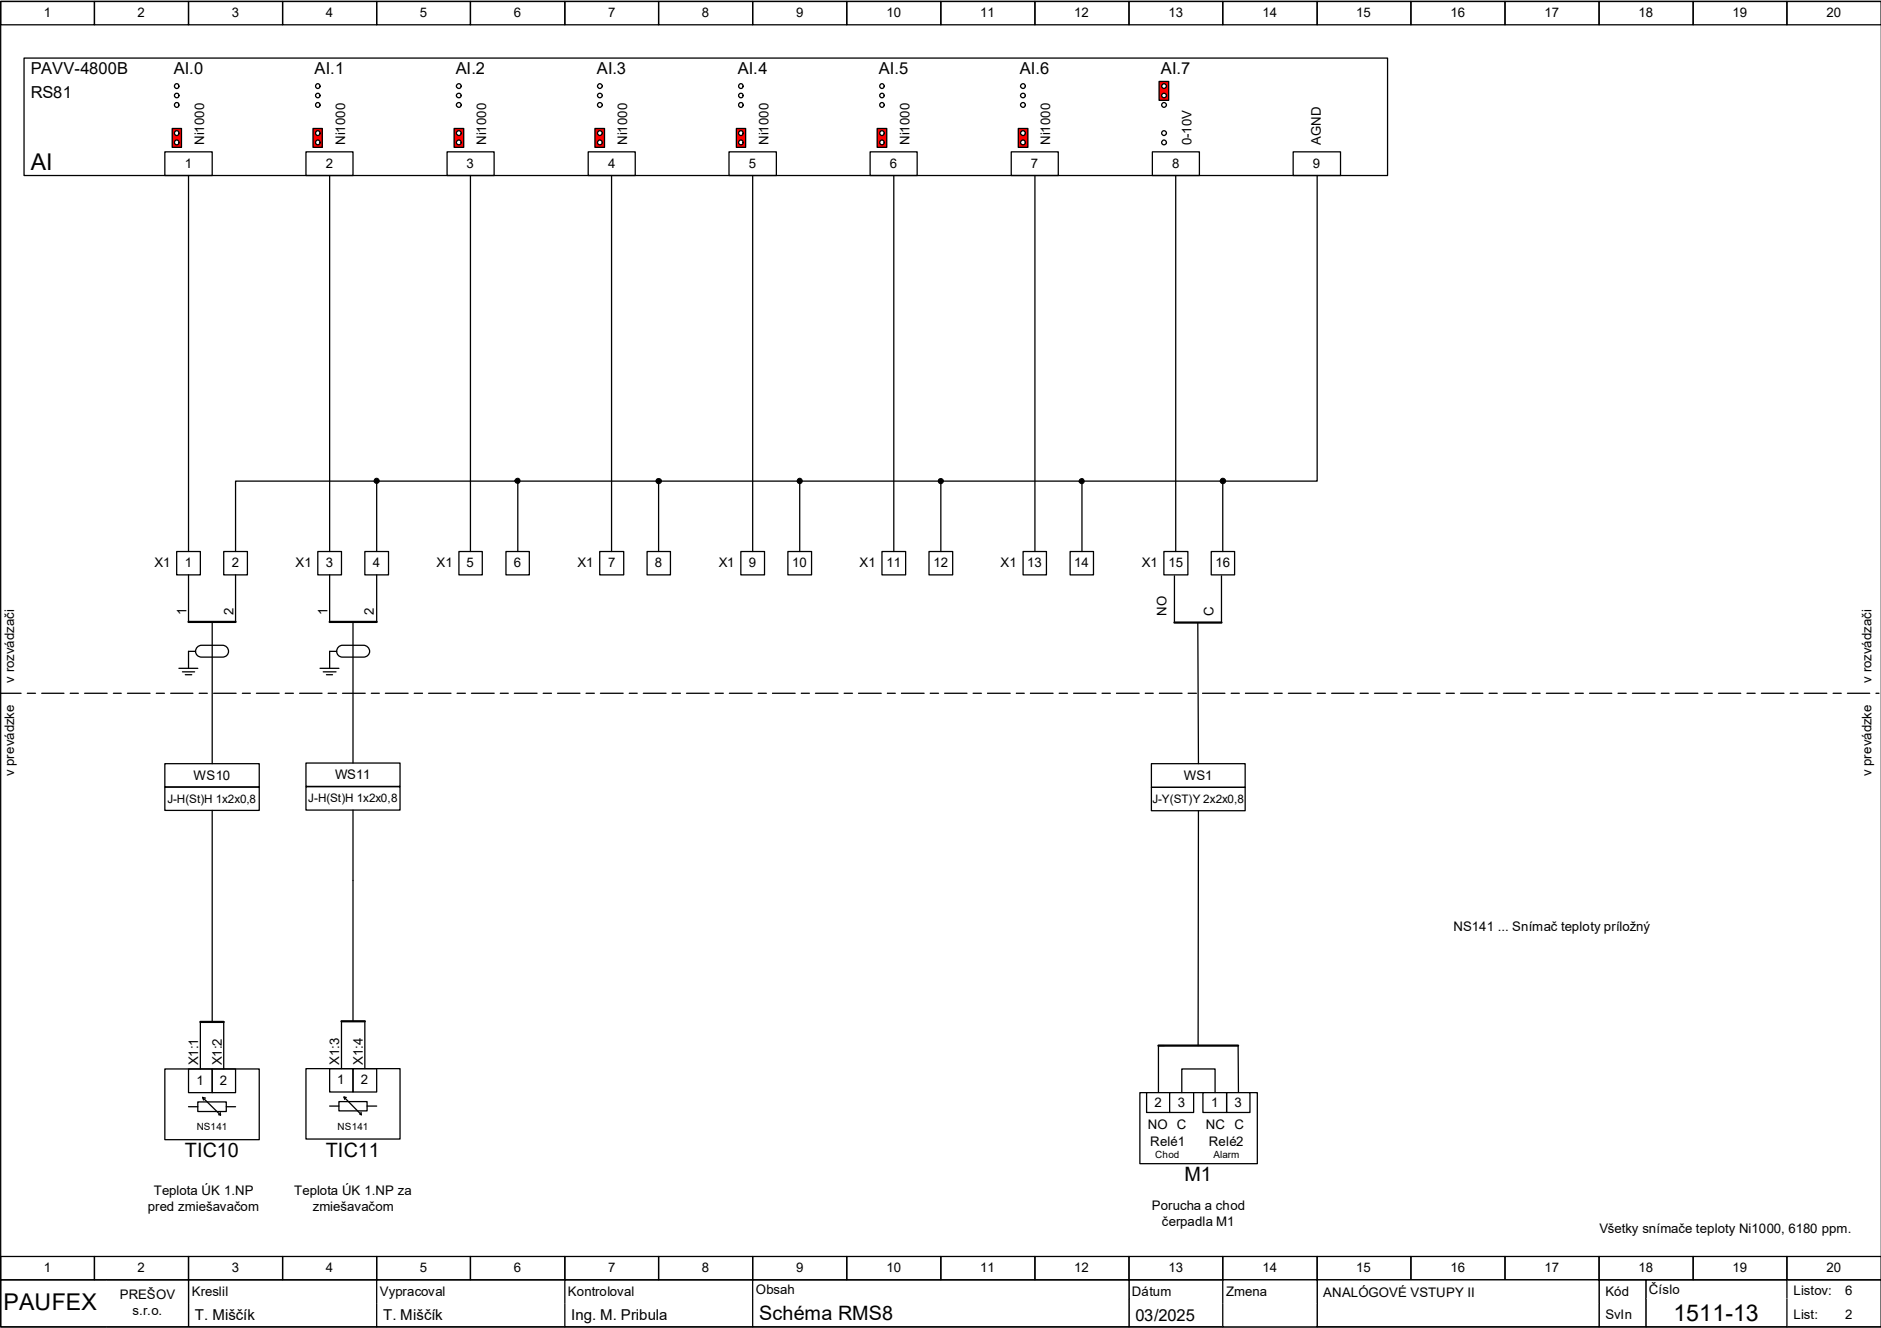 1 2 3 4 5 6 7 8 9 10 11 12 13 14 15 16 17 18 19 20
PAVV-4800B AI.0 AI.1 AI.2 AI.3 AI.4 AI.5 AI.6 AI.7
RS81
Ni1000 Ni1000 Ni1000 Ni1000 Ni1000 Ni1000 Ni1000 0-10V AGND
AI 1 2 3 4 5 6 7 8 9
X1 1 2 X1 3 4 X1 5 6 X1 7 8 X1 9 10 X1 11 12 X1 13 14 X1 15 16
1 2 1 2 NO C
v rozvádzači v rozvádzači
v prevádzke v prevádzke
WS10 WS11 WS1
J-H(St)H 1x2x0,8 J-H(St)H 1x2x0,8 J-Y(ST)Y 2x2x0,8
NS141 ... Snímač teploty príložný
X1:1 X1:2 X1:3 X1:4
1 2 1 2 2 3 1 3
NO C NC C
NS141 NS141 Relé1 Relé2
Chod Alarm
TIC10 TIC11 M1
Teplota ÚK 1.NP
pred zmiešavačom
Teplota ÚK 1.NP za
zmiešavačom
Porucha a chod
čerpadla M1
Všetky snímače teploty Ni1000, 6180 ppm.
1 2 3 4 5 6 7 8 9 10 11 12 13 14 15 16 17 18 19 20
PAUFEX PREŠOV
s.r.o.
Kreslil
T. Miščík
Vypracoval
T. Miščík
Kontroloval
Ing. M. Pribula
Obsah
Schéma RMS8
Dátum
03/2025
Zmena
ANALÓGOVÉ VSTUPY II
Kód
Svln
Číslo
1511-13
Listov: 6
List: 2